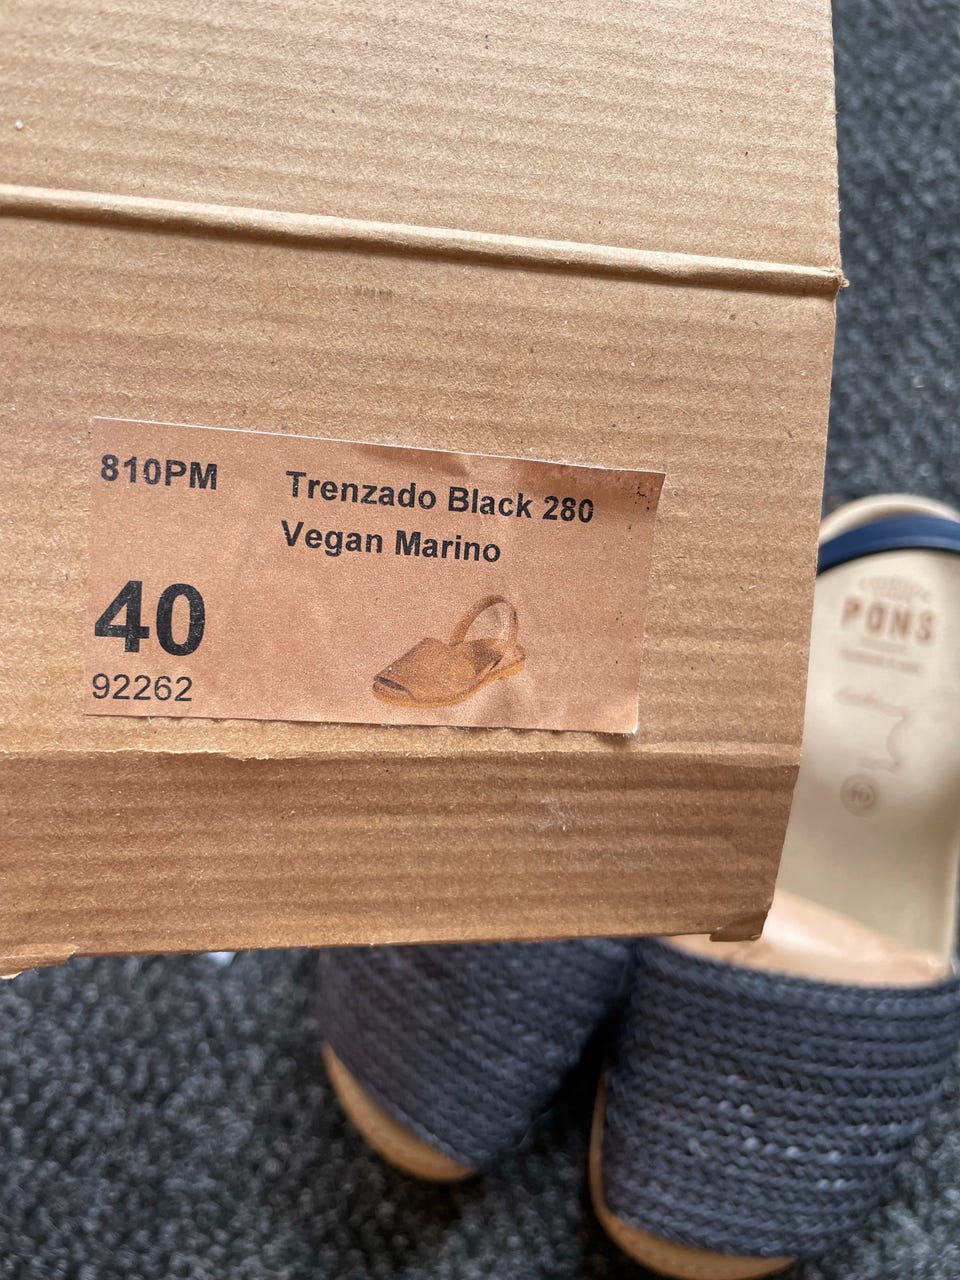 810PM
Trenzado Black 280
Vegan Marino
40
92262
PONS